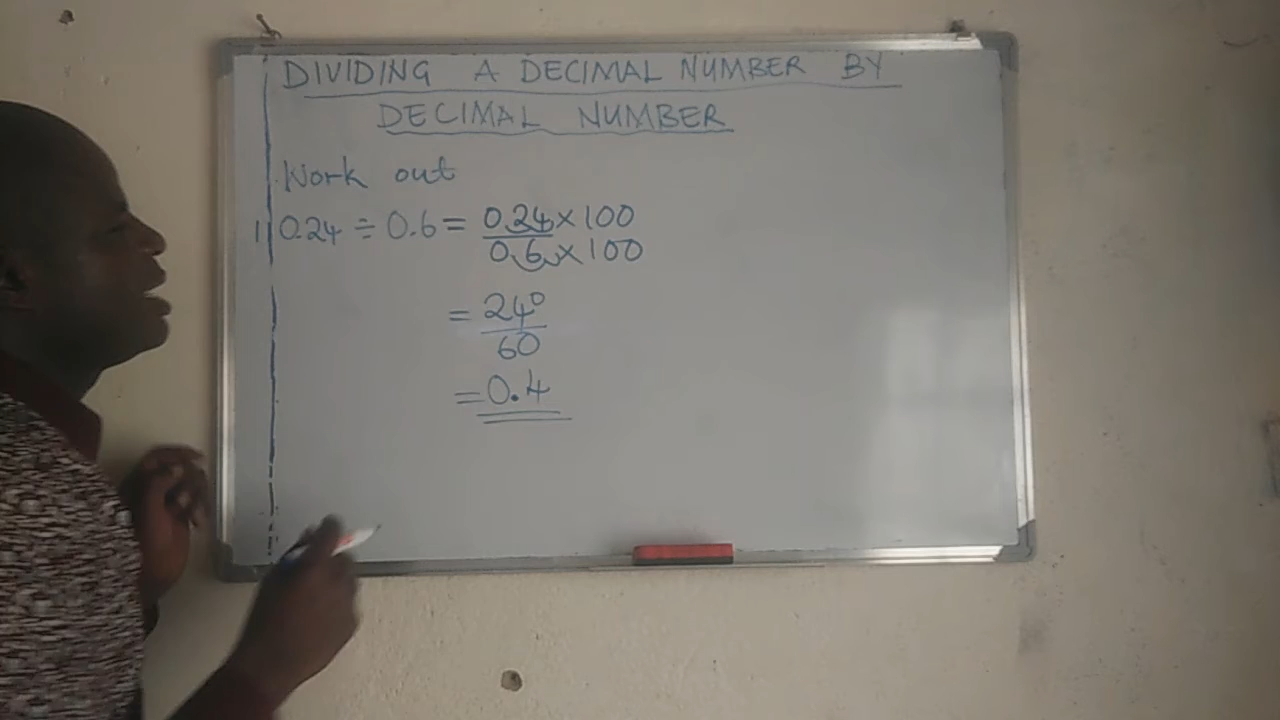 DIVIDING A DECIMAL NUMBER BY
DECIMAL NUMBER
Work out
1 0.24 ÷ 0.6 = 0.24 × 100
0.6 × 100
= 24⁰
60
= 0.4